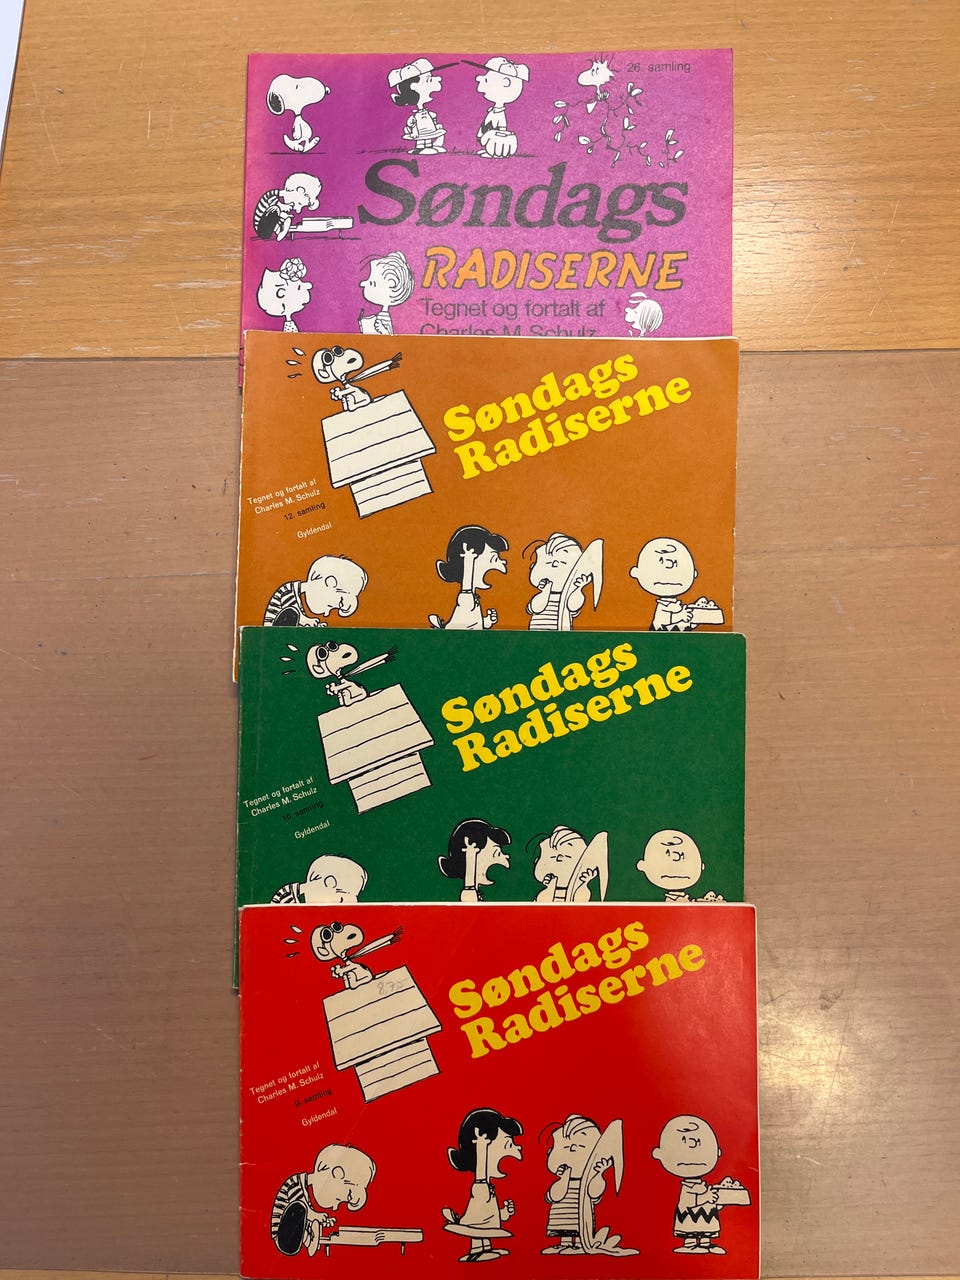 26. samling
Søndags
RADISERNE
Tegnet og fortalt af
Charles M. Schulz
Søndags
Radiserne
Tegnet og fortalt af
Charles M. Schulz
12. samling
Gyldendal
Søndags
Radiserne
Tegnet og fortalt af
Charles M. Schulz
10. samling
Gyldendal
8,75
Søndags
Radiserne
Tegnet og fortalt af
Charles M. Schulz
9. samling
Gyldendal